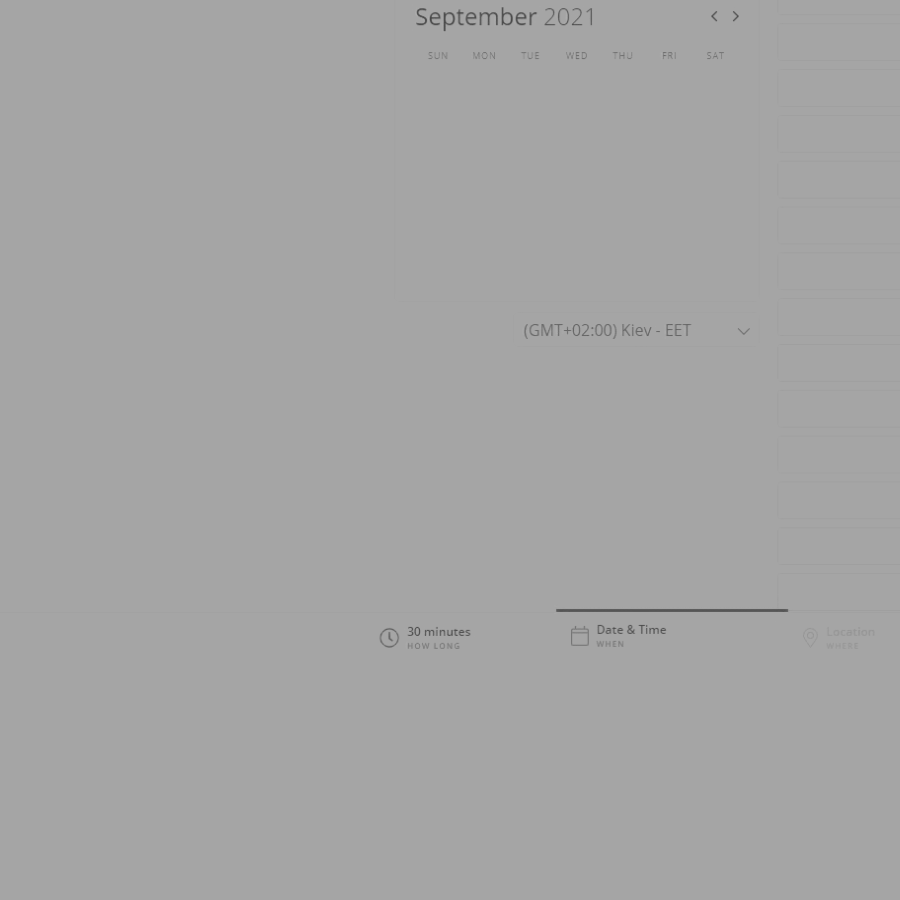 September 2021
SUN MON TUE WED THU FRI SAT
(GMT+02:00) Kiev - EET
30 minutes
HOW LONG
Date & Time
WHEN
Location
WHERE